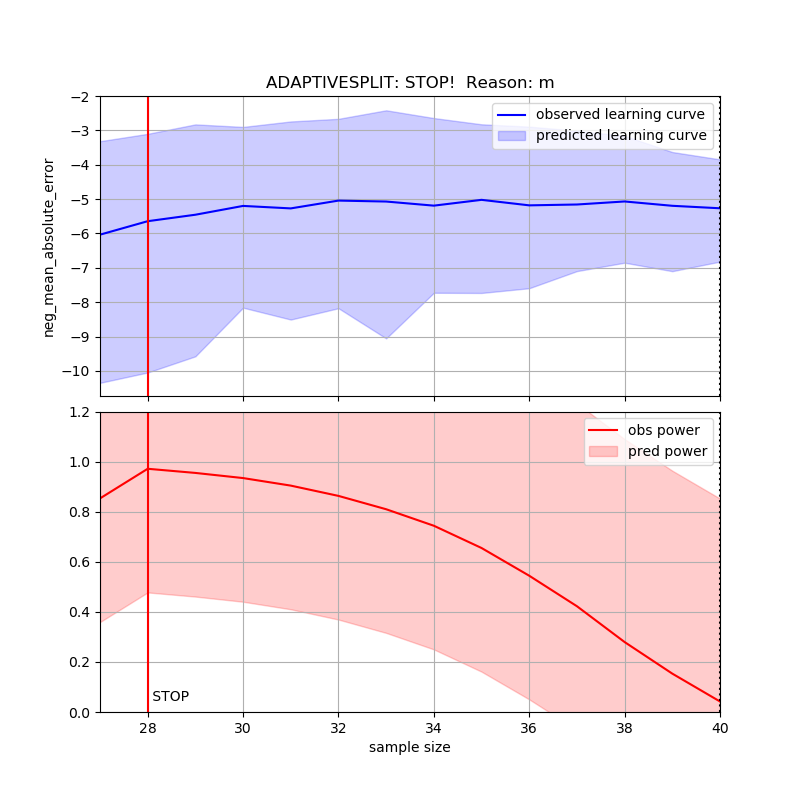 ADAPTIVESPLIT: STOP!  Reason: m
−2
−3
−4
−5
−6
−7
−8
−9
−10
neg_mean_absolute_error
observed learning curve
predicted learning curve
1.2
1.0
0.8
0.6
0.4
0.2
0.0
obs power
pred power
STOP
28
30
32
34
36
38
40
sample size